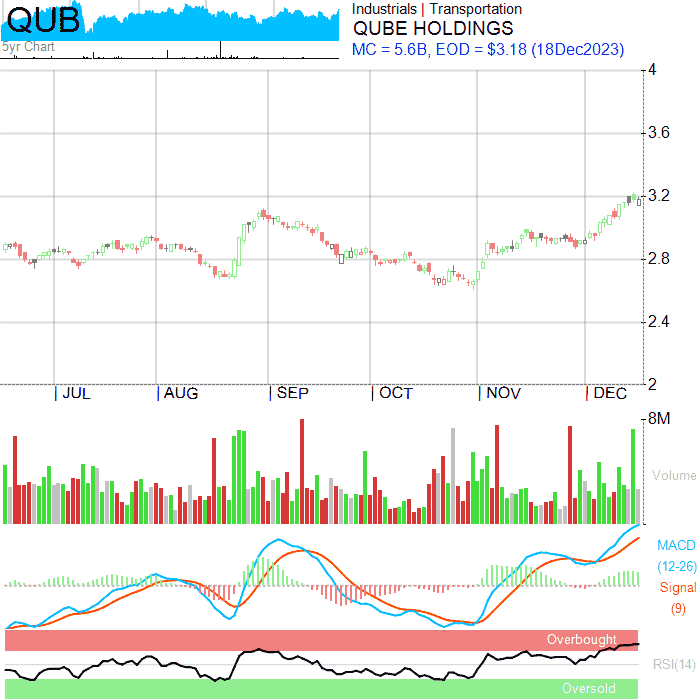 QUB
5yr Chart
Industrials | Transportation
QUBE HOLDINGS
MC = 5.6B, EOD = $3.18 (18Dec2023)
4
3.6
3.2
2.8
2.4
2
| JUL | AUG | SEP | OCT | NOV | DEC
8M
Volume
MACD
(12-26)
Signal
(9)
Overbought
RSI(14)
Oversold